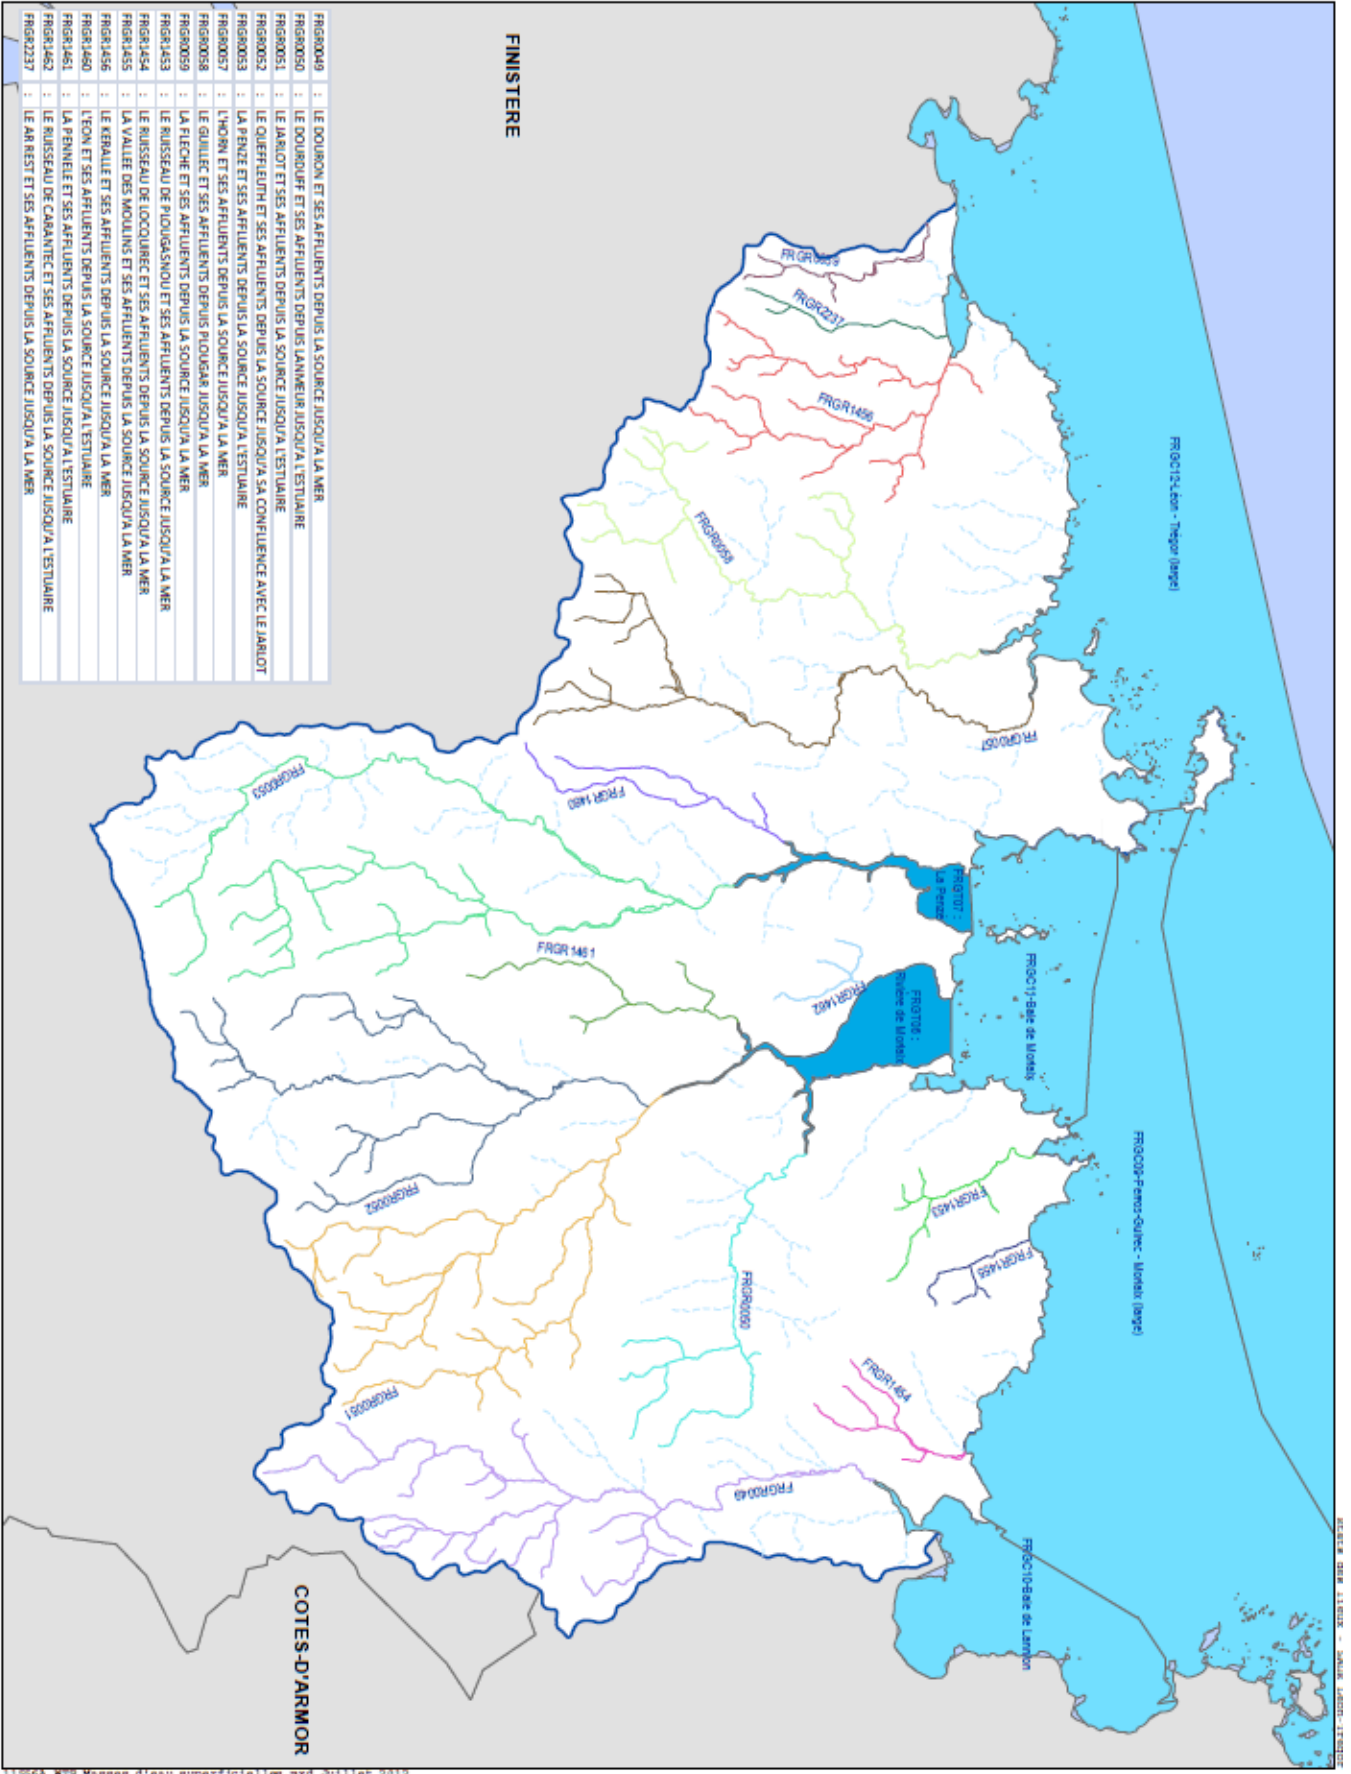 FINISTERE
FRGC12-Léon - Trégor (large)
FRGR0059
FRGR2237
FRGR1456
FRGR0058
FRGR0057
FRGR1460
FRGR0053
FRGT07 :
La Penzé
FRGC11-Baie de Morlaix
FRGR1461
FRGR1462
FRGT06 :
Rivière de Morlaix
FRGC09-Perros-Guirec - Morlaix (large)
FRGR1453
FRGR1455
FRGR0052
FRGR0050
FRGR1454
FRGR0051
FRGR0049
FRGC10-Baie de Lannion
COTES-D'ARMOR
FRGR0049 : LE DOURON ET SES AFFLUENTS DEPUIS LA SOURCE JUSQU'A LA MER
FRGR0050 : LE DOURDUFF ET SES AFFLUENTS DEPUIS LANMEUR JUSQU'A L'ESTUAIRE
FRGR0051 : LE JARLOT ET SES AFFLUENTS DEPUIS LA SOURCE JUSQU'A L'ESTUAIRE
FRGR0052 : LE QUEFFLEUTH ET SES AFFLUENTS DEPUIS LA SOURCE JUSQU'A SA CONFLUENCE AVEC LE JARLOT
FRGR0053 : LA PENZE ET SES AFFLUENTS DEPUIS LA SOURCE JUSQU'A L'ESTUAIRE
FRGR0057 : L'HORN ET SES AFFLUENTS DEPUIS LA SOURCE JUSQU'A LA MER
FRGR0058 : LE GUILLEC ET SES AFFLUENTS DEPUIS PLOUGAR JUSQU'A LA MER
FRGR0059 : LA FLECHE ET SES AFFLUENTS DEPUIS LA SOURCE JUSQU'A LA MER
FRGR1453 : LE RUISSEAU DE PLOUGASNOU ET SES AFFLUENTS DEPUIS LA SOURCE JUSQU'A LA MER
FRGR1454 : LE RUISSEAU DE LOCQUIREC ET SES AFFLUENTS DEPUIS LA SOURCE JUSQU'A LA MER
FRGR1455 : LA VALLEE DES MOULINS ET SES AFFLUENTS DEPUIS LA SOURCE JUSQU'A LA MER
FRGR1456 : LE KERALLE ET SES AFFLUENTS DEPUIS LA SOURCE JUSQU'A LA MER
FRGR1460 : L'EON ET SES AFFLUENTS DEPUIS LA SOURCE JUSQU'A L'ESTUAIRE
FRGR1461 : LA PENNELE ET SES AFFLUENTS DEPUIS LA SOURCE JUSQU'A L'ESTUAIRE
FRGR1462 : LE RUISSEAU DE CARANTEC ET SES AFFLUENTS DEPUIS LA SOURCE JUSQU'A L'ESTUAIRE
FRGR2237 : LE AR REST ET SES AFFLUENTS DEPUIS LA SOURCE JUSQU'A LA MER